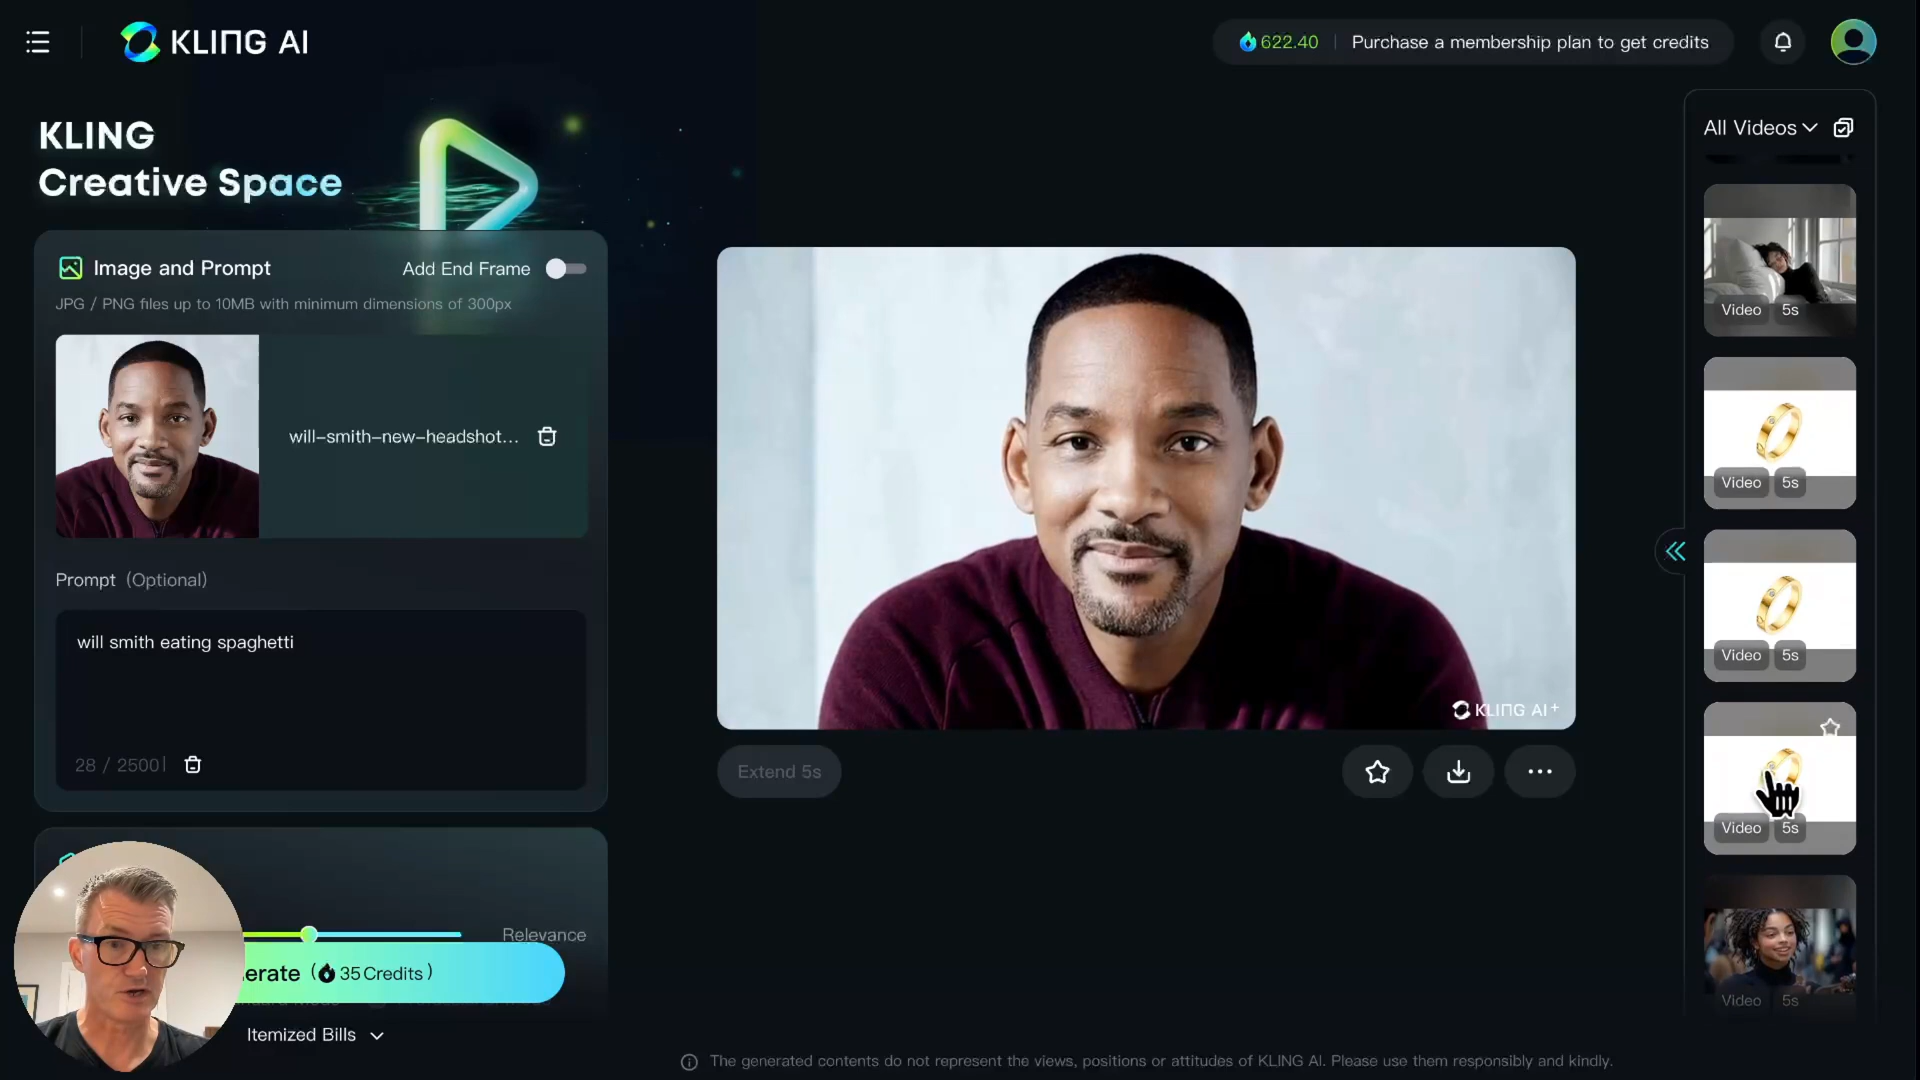 KLING AI
622.40
Purchase a membership plan to get credits
KLING
Creative Space
All Videos
Image and Prompt
Add End Frame
JPG / PNG files up to 10MB with minimum dimensions of 300px
will-smith-new-headshot...
Prompt (Optional)
will smith eating spaghetti
28 / 2500
KLING AI+
Extend 5s
Video 5s
Video 5s
Video 5s
Video 5s
Video 5s
Relevance
erate (35 Credits)
Itemized Bills
The generated contents do not represent the views, positions or attitudes of KLING AI. Please use them responsibly and kindly.